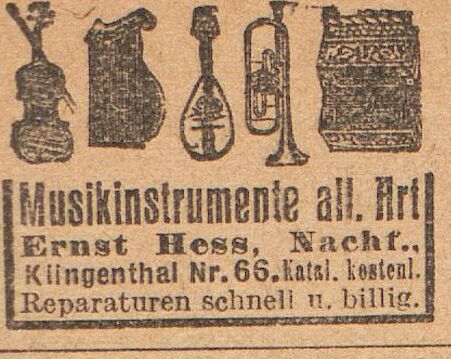 Musikinstrumente all. Art
Ernst Hess, Nachf.,
Klingenthal Nr. 66. Katal. kostenl.
Reparaturen schnell u. billig.